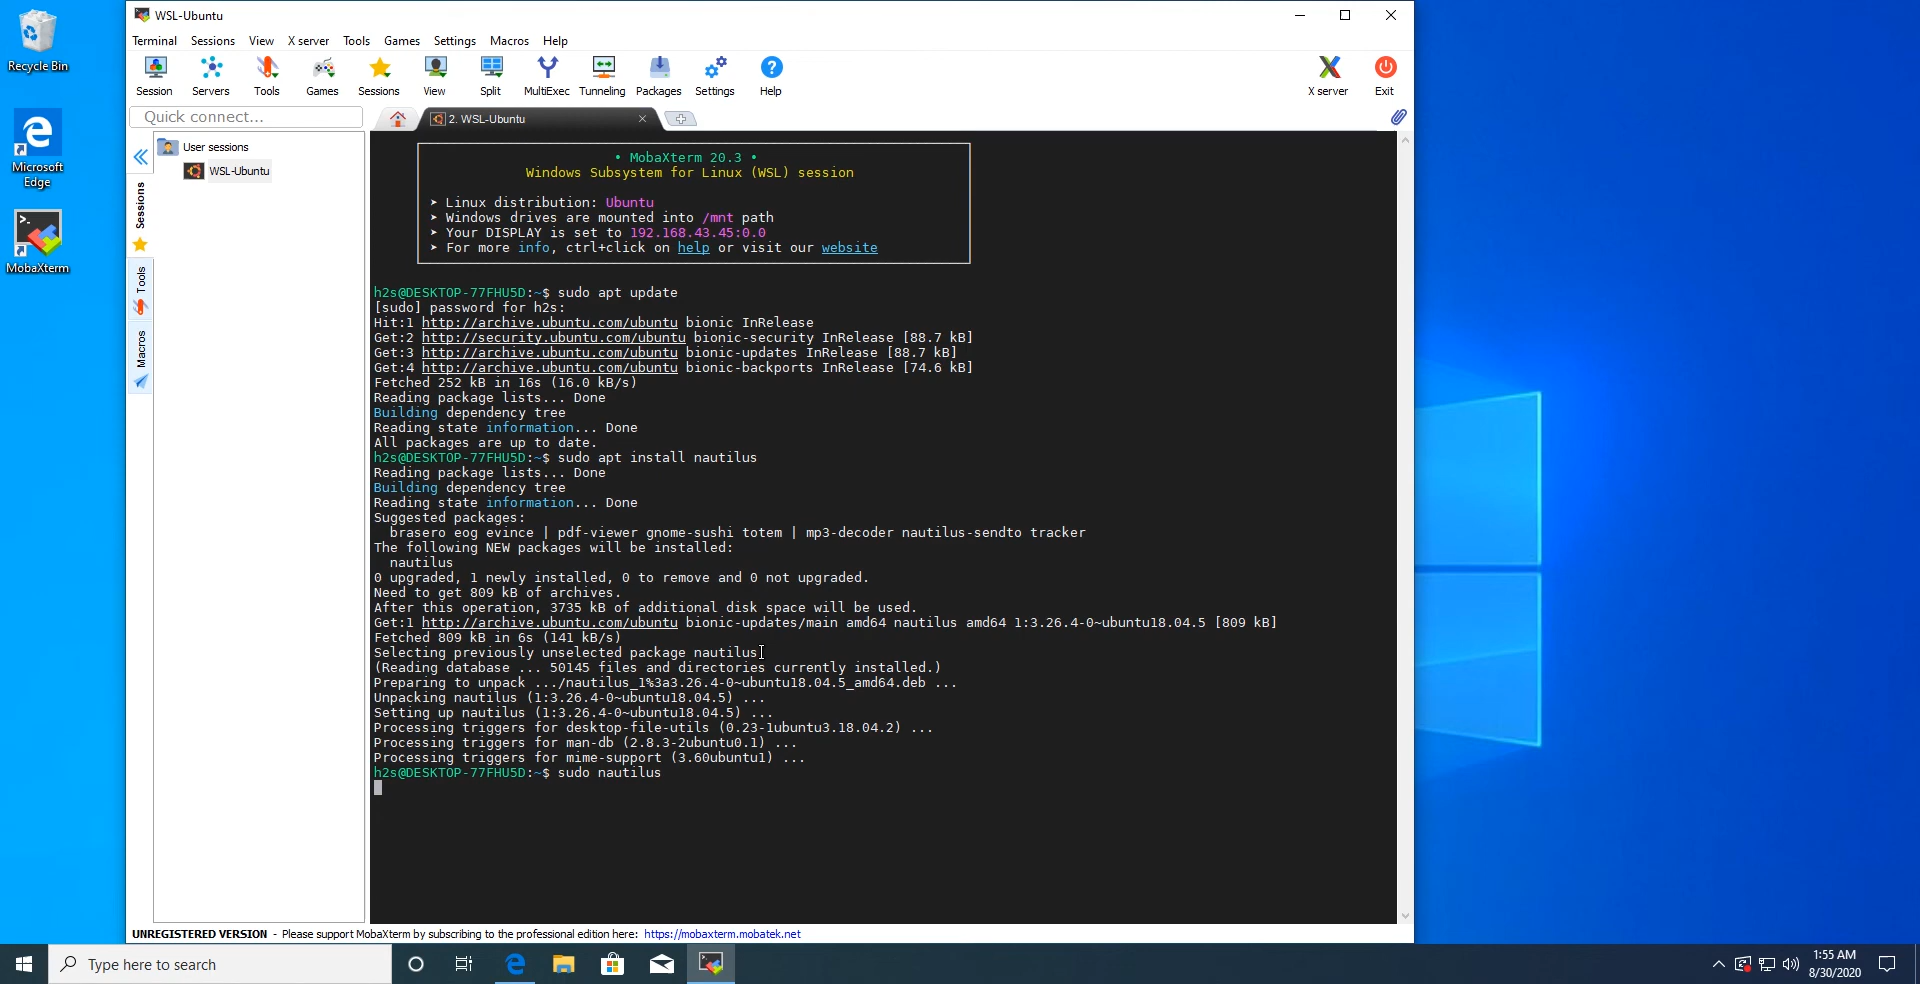 Recycle Bin
Microsoft
Edge
MobaXterm
WSL-Ubuntu
Terminal Sessions View X server Tools Games Settings Macros Help
Session Servers Tools Games Sessions View Split MultiExec Tunneling Packages Settings Help X server Exit
Quick connect...
2. WSL-Ubuntu
User sessions
WSL-Ubuntu
Sessions
Tools
Macros
• MobaXterm 20.3 •
Windows Subsystem for Linux (WSL) session
➤ Linux distribution: Ubuntu
➤ Windows drives are mounted into /mnt path
➤ Your DISPLAY is set to 192.168.43.45:0.0
➤ For more info, ctrl+click on help or visit our website
h2s@DESKTOP-77FHU5D:~$ sudo apt update
[sudo] password for h2s:
Hit:1 http://archive.ubuntu.com/ubuntu bionic InRelease
Get:2 http://security.ubuntu.com/ubuntu bionic-security InRelease [88.7 kB]
Get:3 http://archive.ubuntu.com/ubuntu bionic-updates InRelease [88.7 kB]
Get:4 http://archive.ubuntu.com/ubuntu bionic-backports InRelease [74.6 kB]
Fetched 252 kB in 16s (16.0 kB/s)
Reading package lists... Done
Building dependency tree
Reading state information... Done
All packages are up to date.
h2s@DESKTOP-77FHU5D:~$ sudo apt install nautilus
Reading package lists... Done
Building dependency tree
Reading state information... Done
Suggested packages:
brasero eog evince | pdf-viewer gnome-sushi totem | mp3-decoder nautilus-sendto tracker
The following NEW packages will be installed:
nautilus
0 upgraded, 1 newly installed, 0 to remove and 0 not upgraded.
Need to get 809 kB of archives.
After this operation, 3735 kB of additional disk space will be used.
Get:1 http://archive.ubuntu.com/ubuntu bionic-updates/main amd64 nautilus amd64 1:3.26.4-0~ubuntu18.04.5 [809 kB]
Fetched 809 kB in 6s (141 kB/s)
Selecting previously unselected package nautilus.
(Reading database ... 50145 files and directories currently installed.)
Preparing to unpack .../nautilus_1%3a3.26.4-0~ubuntu18.04.5_amd64.deb ...
Unpacking nautilus (1:3.26.4-0~ubuntu18.04.5) ...
Setting up nautilus (1:3.26.4-0~ubuntu18.04.5) ...
Processing triggers for desktop-file-utils (0.23-1ubuntu3.18.04.2) ...
Processing triggers for man-db (2.8.3-2ubuntu0.1) ...
Processing triggers for mime-support (3.60ubuntu1) ...
h2s@DESKTOP-77FHU5D:~$ sudo nautilus
UNREGISTERED VERSION - Please support MobaXterm by subscribing to the professional edition here: https://mobaxterm.mobatek.net
Type here to search
1:55 AM
8/30/2020